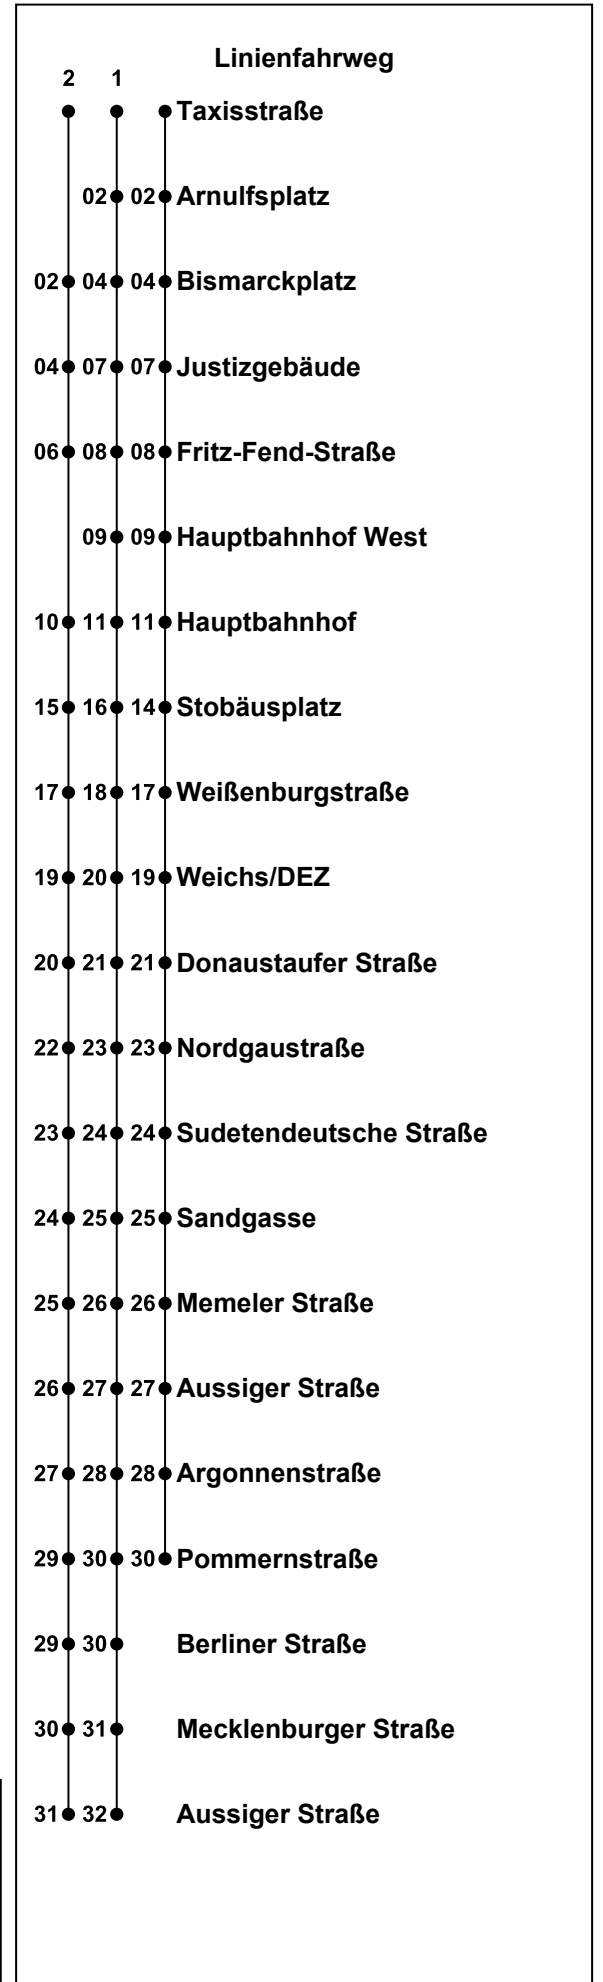 Linienfahrweg
2 1
Taxisstraße
02 02 Arnulfsplatz
02 04 04 Bismarckplatz
04 07 07 Justizgebäude
06 08 08 Fritz-Fend-Straße
09 09 Hauptbahnhof West
10 11 11 Hauptbahnhof
15 16 14 Stobäusplatz
17 18 17 Weißenburgstraße
19 20 19 Weichs/DEZ
20 21 21 Donaustaufer Straße
22 23 23 Nordgaustraße
23 24 24 Sudetendeutsche Straße
24 25 25 Sandgasse
25 26 26 Memeler Straße
26 27 27 Aussiger Straße
27 28 28 Argonnenstraße
29 30 30 Pommernstraße
29 30 Berliner Straße
30 31 Mecklenburger Straße
31 32 Aussiger Straße